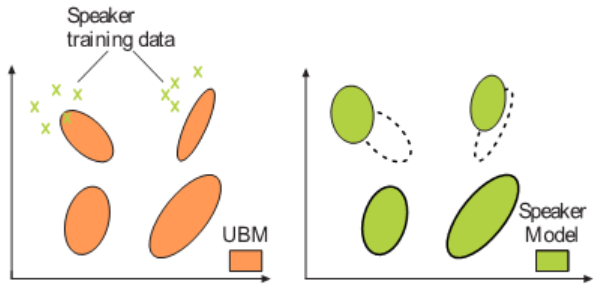 Speaker
training data
UBM
Speaker
Model